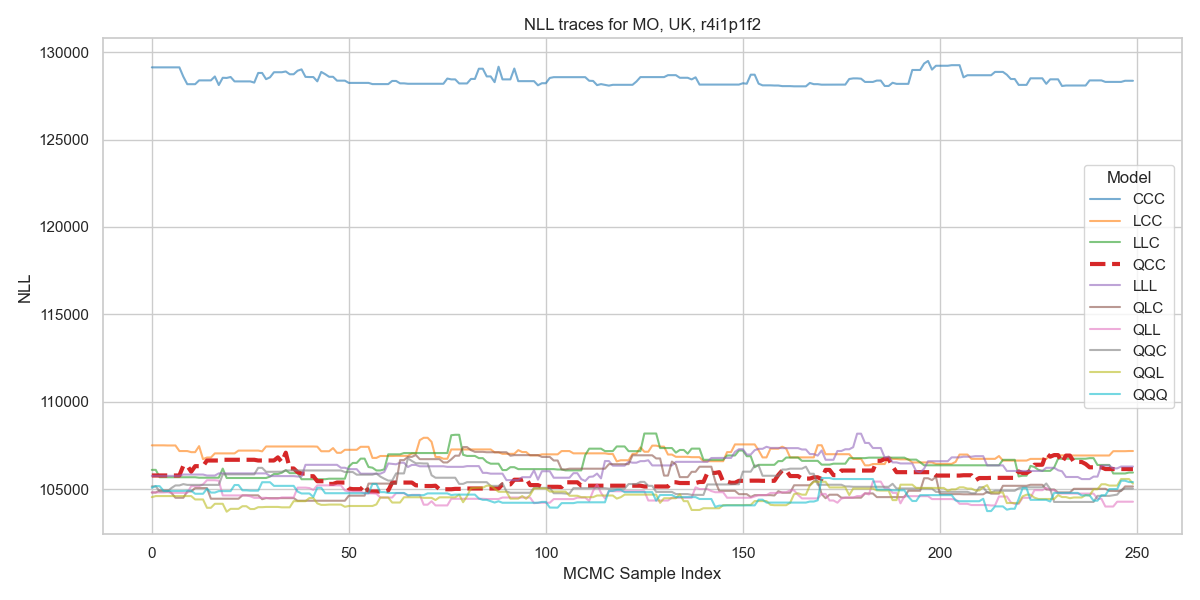 NLL traces for MO, UK, r4i1p1f2
130000
125000
120000
115000
110000
105000
NLL
0
50
100
150
200
250
MCMC Sample Index
Model
CCC
LCC
LLC
QCC
LLL
QLC
QLL
QQC
QQL
QQQ